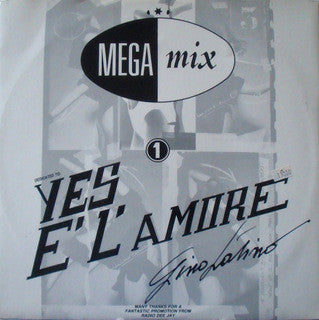 MEGA mix
1
DEDICATED TO:
YES
E' L' AMORE
Gino Latino
MANY THANKS FOR A
FANTASTIC PROMOTION FROM
RADIO DEE JAY